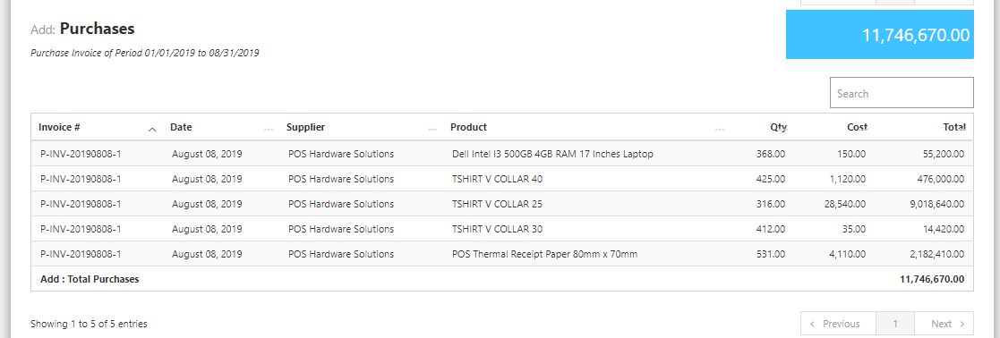 Add: Purchases
11,746,670.00
Purchase Invoice of Period 01/01/2019 to 08/31/2019
Search
Invoice # Date Supplier Product Qty Cost Total
P-INV-20190808-1 August 08, 2019 POS Hardware Solutions Dell Intel I3 500GB 4GB RAM 17 Inches Laptop 368.00 150.00 55,200.00
P-INV-20190808-1 August 08, 2019 POS Hardware Solutions TSHIRT V COLLAR 40 425.00 1,120.00 476,000.00
P-INV-20190808-1 August 08, 2019 POS Hardware Solutions TSHIRT V COLLAR 25 316.00 28,540.00 9,018,640.00
P-INV-20190808-1 August 08, 2019 POS Hardware Solutions TSHIRT V COLLAR 30 412.00 35.00 14,420.00
P-INV-20190808-1 August 08, 2019 POS Hardware Solutions POS Thermal Receipt Paper 80mm x 70mm 531.00 4,110.00 2,182,410.00
Add : Total Purchases 11,746,670.00
Showing 1 to 5 of 5 entries
‹ Previous 1 Next ›